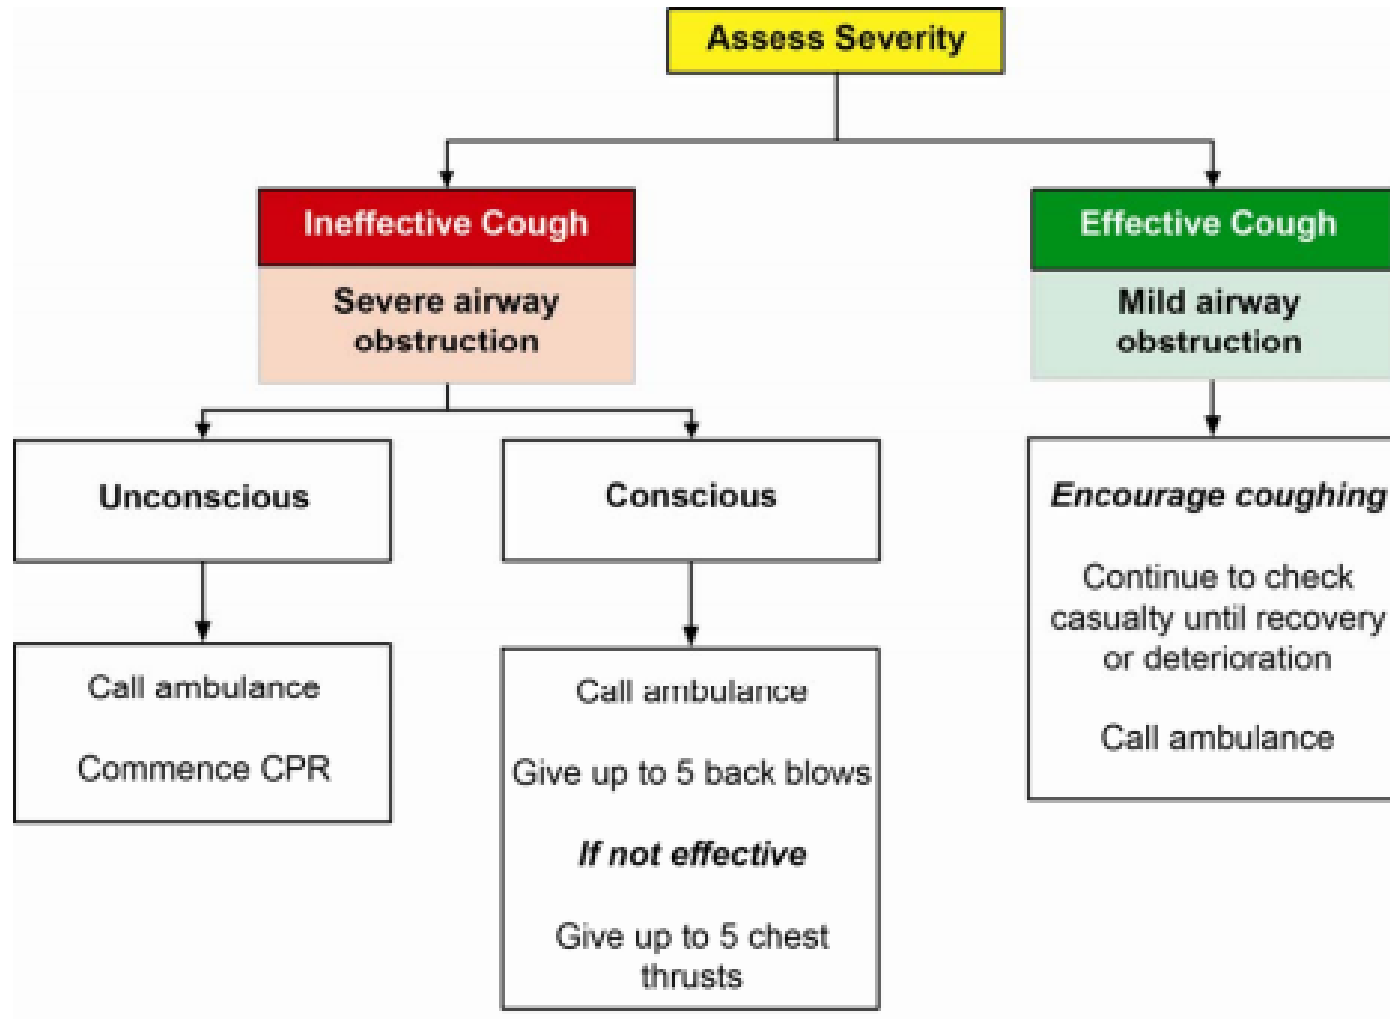 Assess Severity
Ineffective Cough
Severe airway
obstruction
Effective Cough
Mild airway
obstruction
Unconscious
Conscious
Call ambulance
Commence CPR
Call ambulance
Give up to 5 back blows
If not effective
Give up to 5 chest
thrusts
Encourage coughing
Continue to check
casualty until recovery
or deterioration
Call ambulance